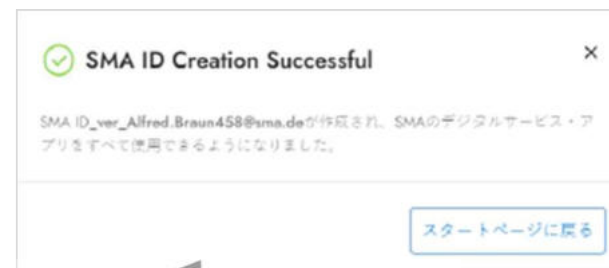 SMA ID Creation Successful
SMA ID_ver_Alfred.Braun458@sma.deが作成され、SMAのデジタルサービス・ア
プリをすべて使用できるようになりました。
スタートページに戻る